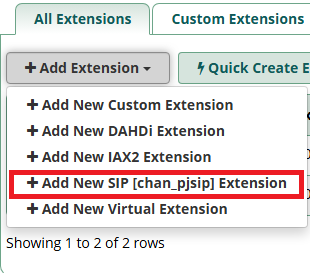 All Extensions
Custom Extensions
Add Extension
Quick Create E
Add New Custom Extension
Add New DAHDi Extension
Add New IAX2 Extension
Add New SIP [chan_pjsip] Extension
Add New Virtual Extension
Showing 1 to 2 of 2 rows